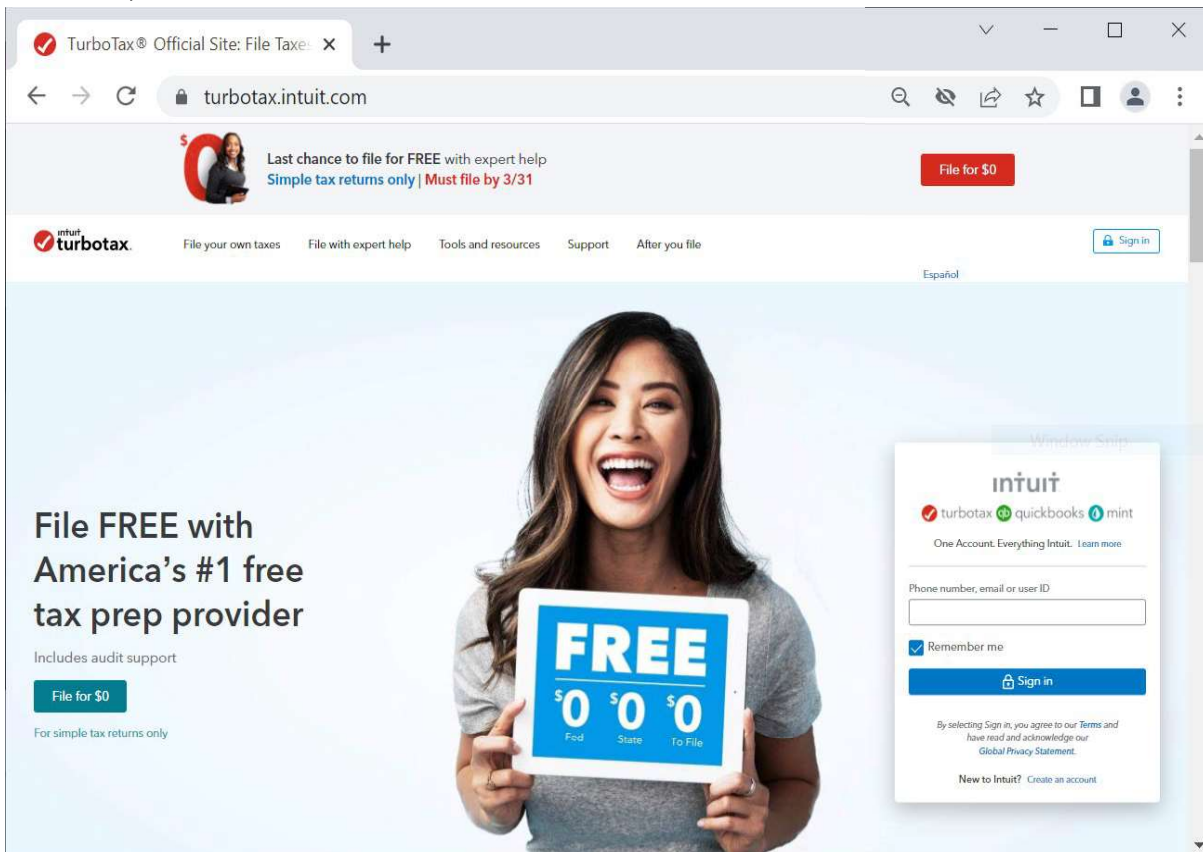 TurboTax® Official Site: File Taxe
turbotax.intuit.com
$0
Last chance to file for FREE with expert help
Simple tax returns only | Must file by 3/31
File for $0
intuit
turbotax.
File your own taxes File with expert help Tools and resources Support After you file
Sign in
Español
File FREE with
America's #1 free
tax prep provider
Includes audit support
File for $0
For simple tax returns only
FREE
$0 $0 $0
Fed State To File
Window Snip
intuit
turbotax qb quickbooks mint
One Account. Everything Intuit. Learn more
Phone number, email or user ID
Remember me
Sign in
By selecting Sign in, you agree to our Terms and
have read and acknowledge our
Global Privacy Statement.
New to Intuit? Create an account